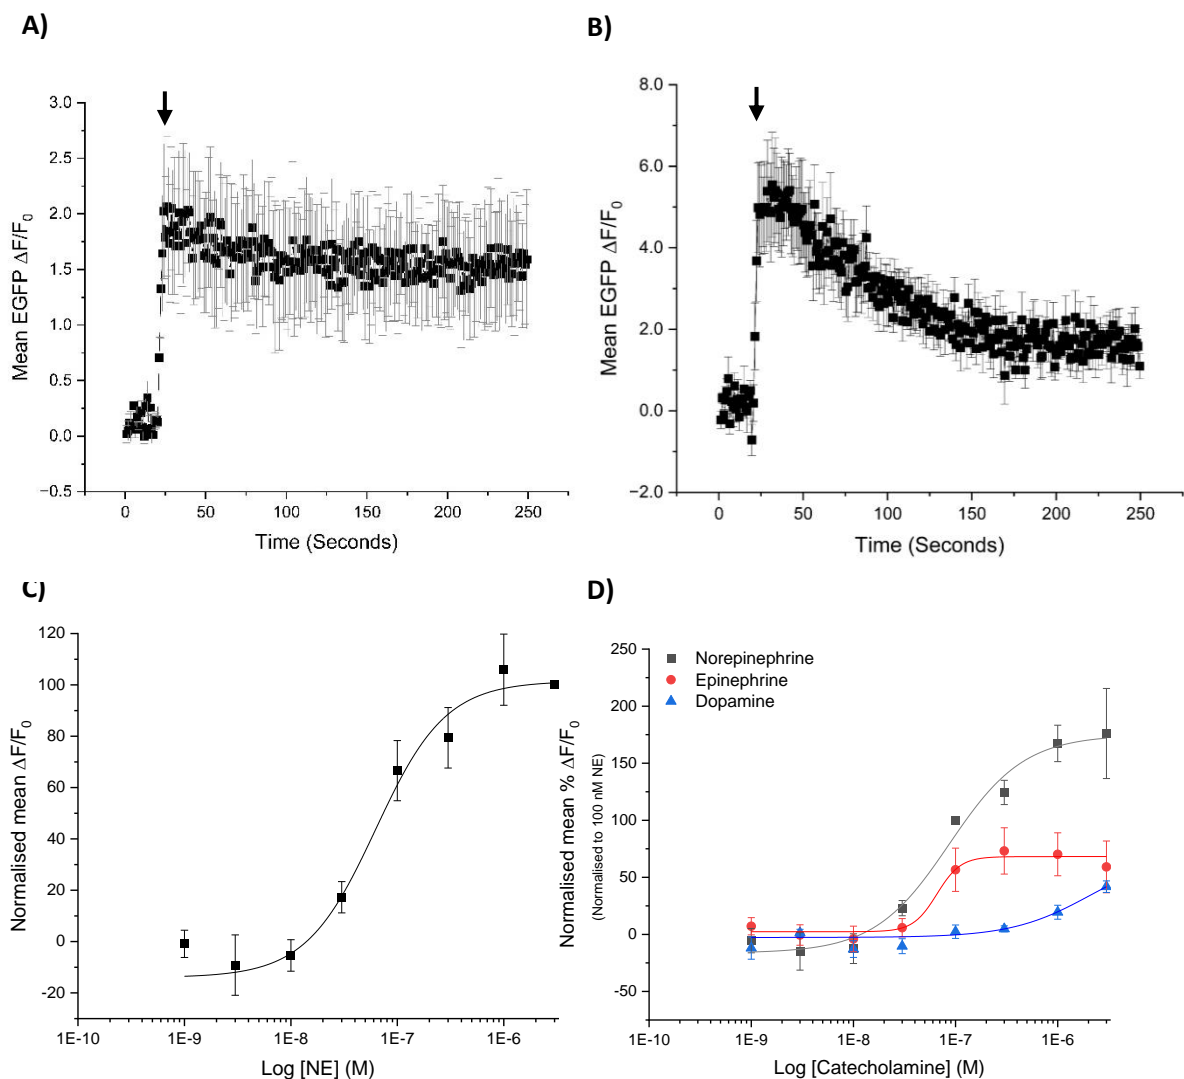 A)
3.0
2.5
2.0
1.5
1.0
0.5
0.0
−0.5
Mean EGFP ΔF/F0
0
50
100
150
200
250
Time (Seconds)
B)
8.0
6.0
4.0
2.0
0.0
−2.0
Mean EGFP ΔF/F0
0
50
100
150
200
250
Time (Seconds)
C)
120
100
80
60
40
20
0
-20
Normalised mean ΔF/F0
1E-10
1E-9
1E-8
1E-7
1E-6
Log [NE] (M)
D)
Norepinephrine
Epinephrine
Dopamine
250
200
150
100
50
0
-50
Normalised mean % ΔF/F0
(Normalised to 100 nM NE)
1E-10
1E-9
1E-8
1E-7
1E-6
Log [Catecholamine] (M)